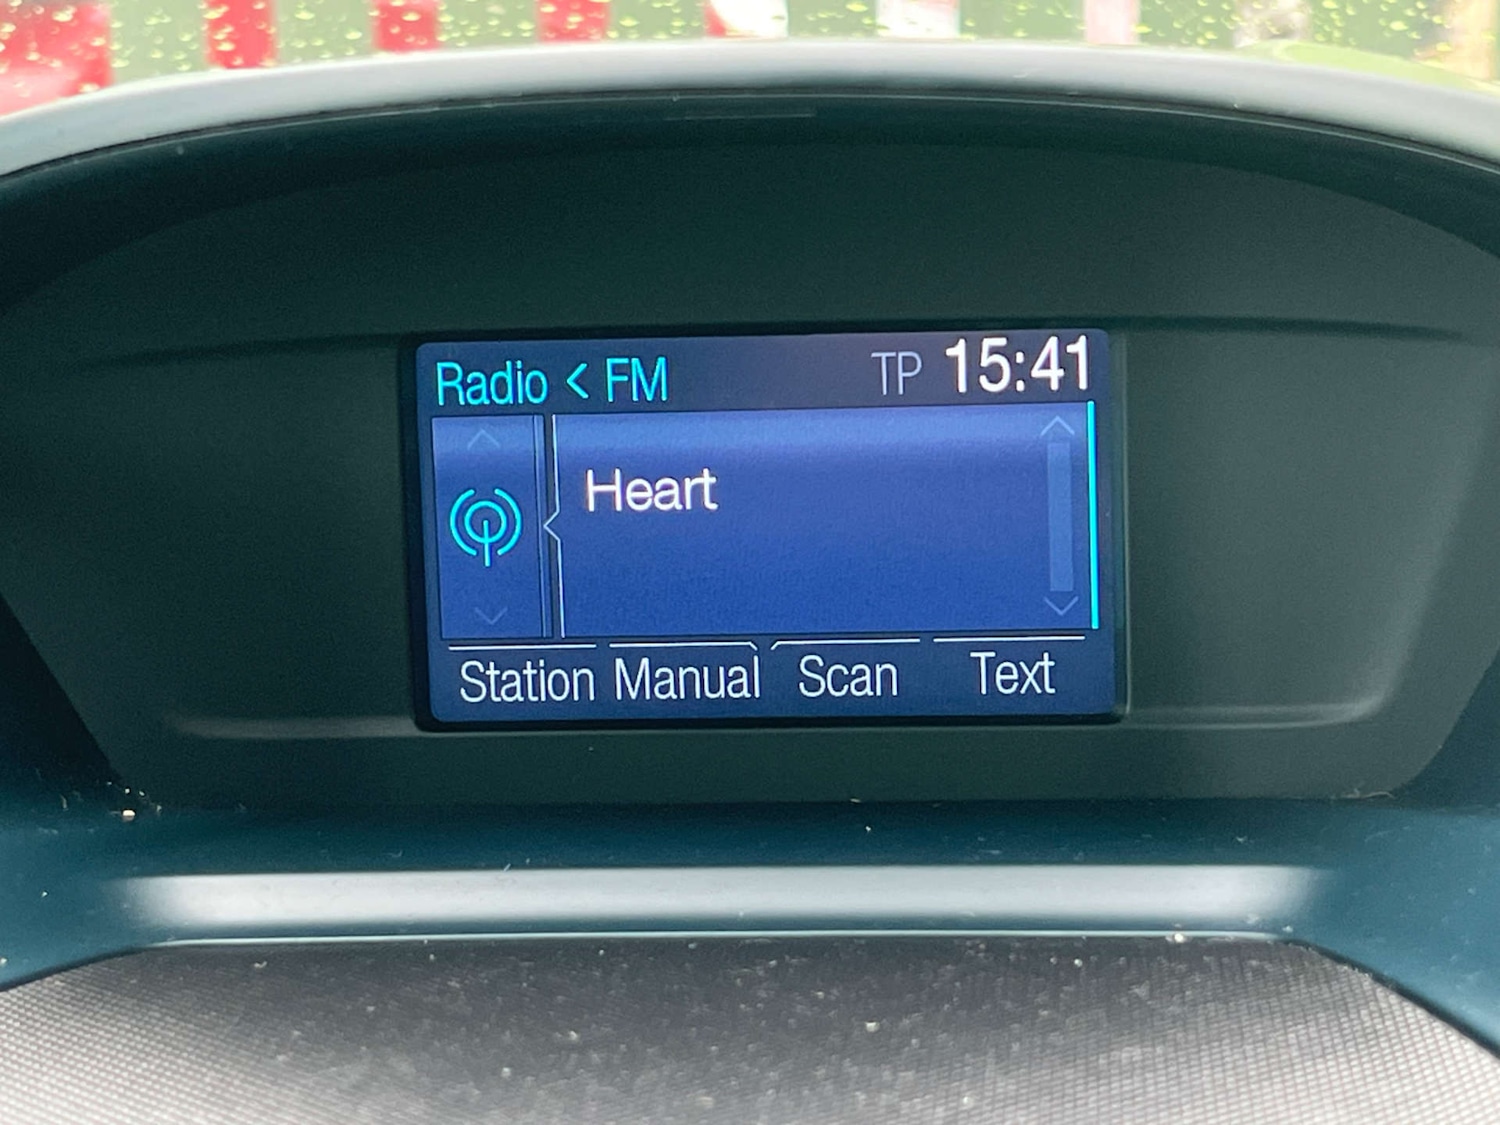 Radio < FM TP 15:41
Heart
Station Manual Scan Text